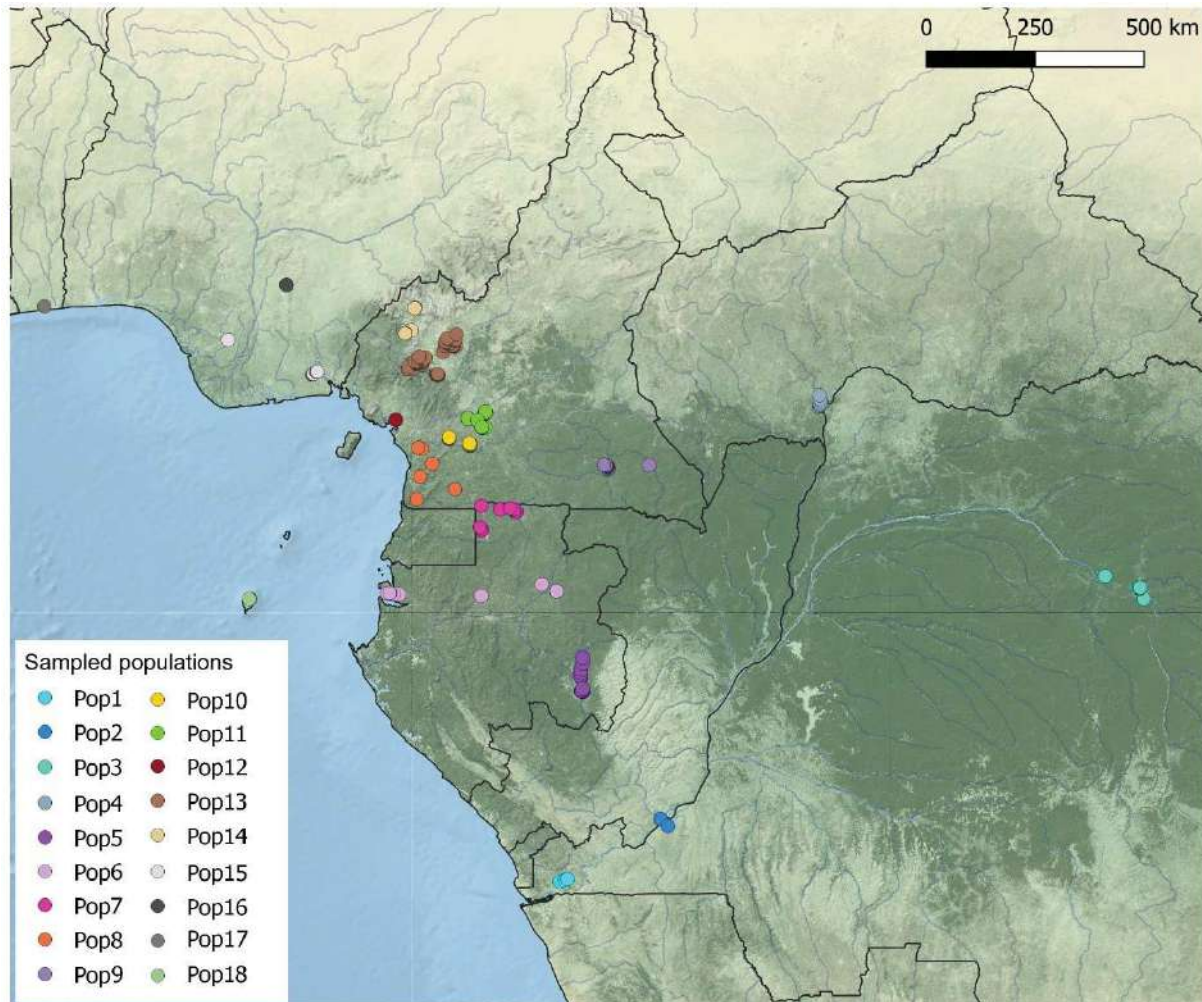 0 250 500 km
Sampled populations
Pop1 Pop10
Pop2 Pop11
Pop3 Pop12
Pop4 Pop13
Pop5 Pop14
Pop6 Pop15
Pop7 Pop16
Pop8 Pop17
Pop9 Pop18